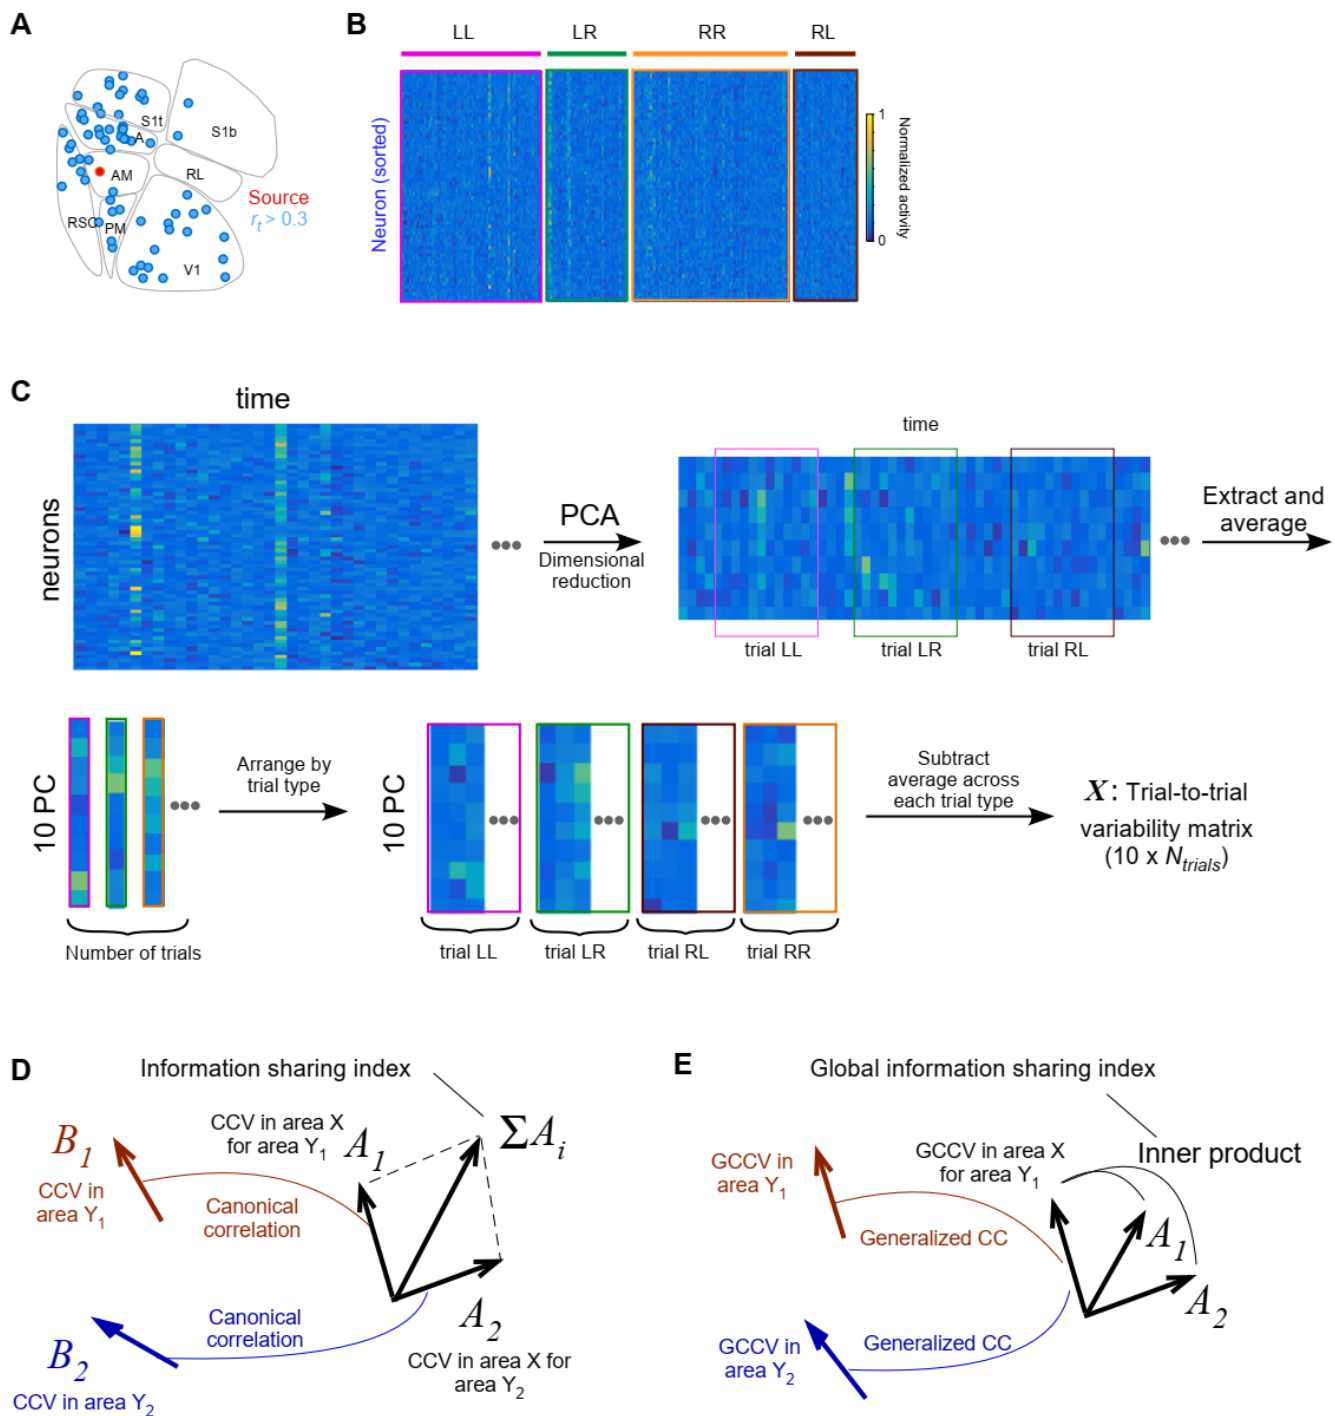 A
S1t
S1b
A
AM
RL
RSC
PM
V1
Source
r_t > 0.3
B
LL
LR
RR
RL
Neuron (sorted)
1
0
Normalized activity
C
time
neurons
PCA
Dimensional
reduction
time
trial LL
trial LR
trial RL
Extract and
average
10 PC
Number of trials
Arrange by
trial type
10 PC
trial LL
trial LR
trial RL
trial RR
Subtract
average across
each trial type
X: Trial-to-trial
variability matrix
(10 x N_trials)
D
Information sharing index
B_1
CCV in
area Y_1
CCV in area X
for area Y_1
A_1
ΣA_i
Canonical
correlation
Canonical
correlation
B_2
CCV in area Y_2
A_2
CCV in area X for
area Y_2
E
Global information sharing index
GCCV in
area Y_1
GCCV in area X
for area Y_1
Inner product
Generalized CC
A_1
A_2
GCCV in
area Y_2
Generalized CC